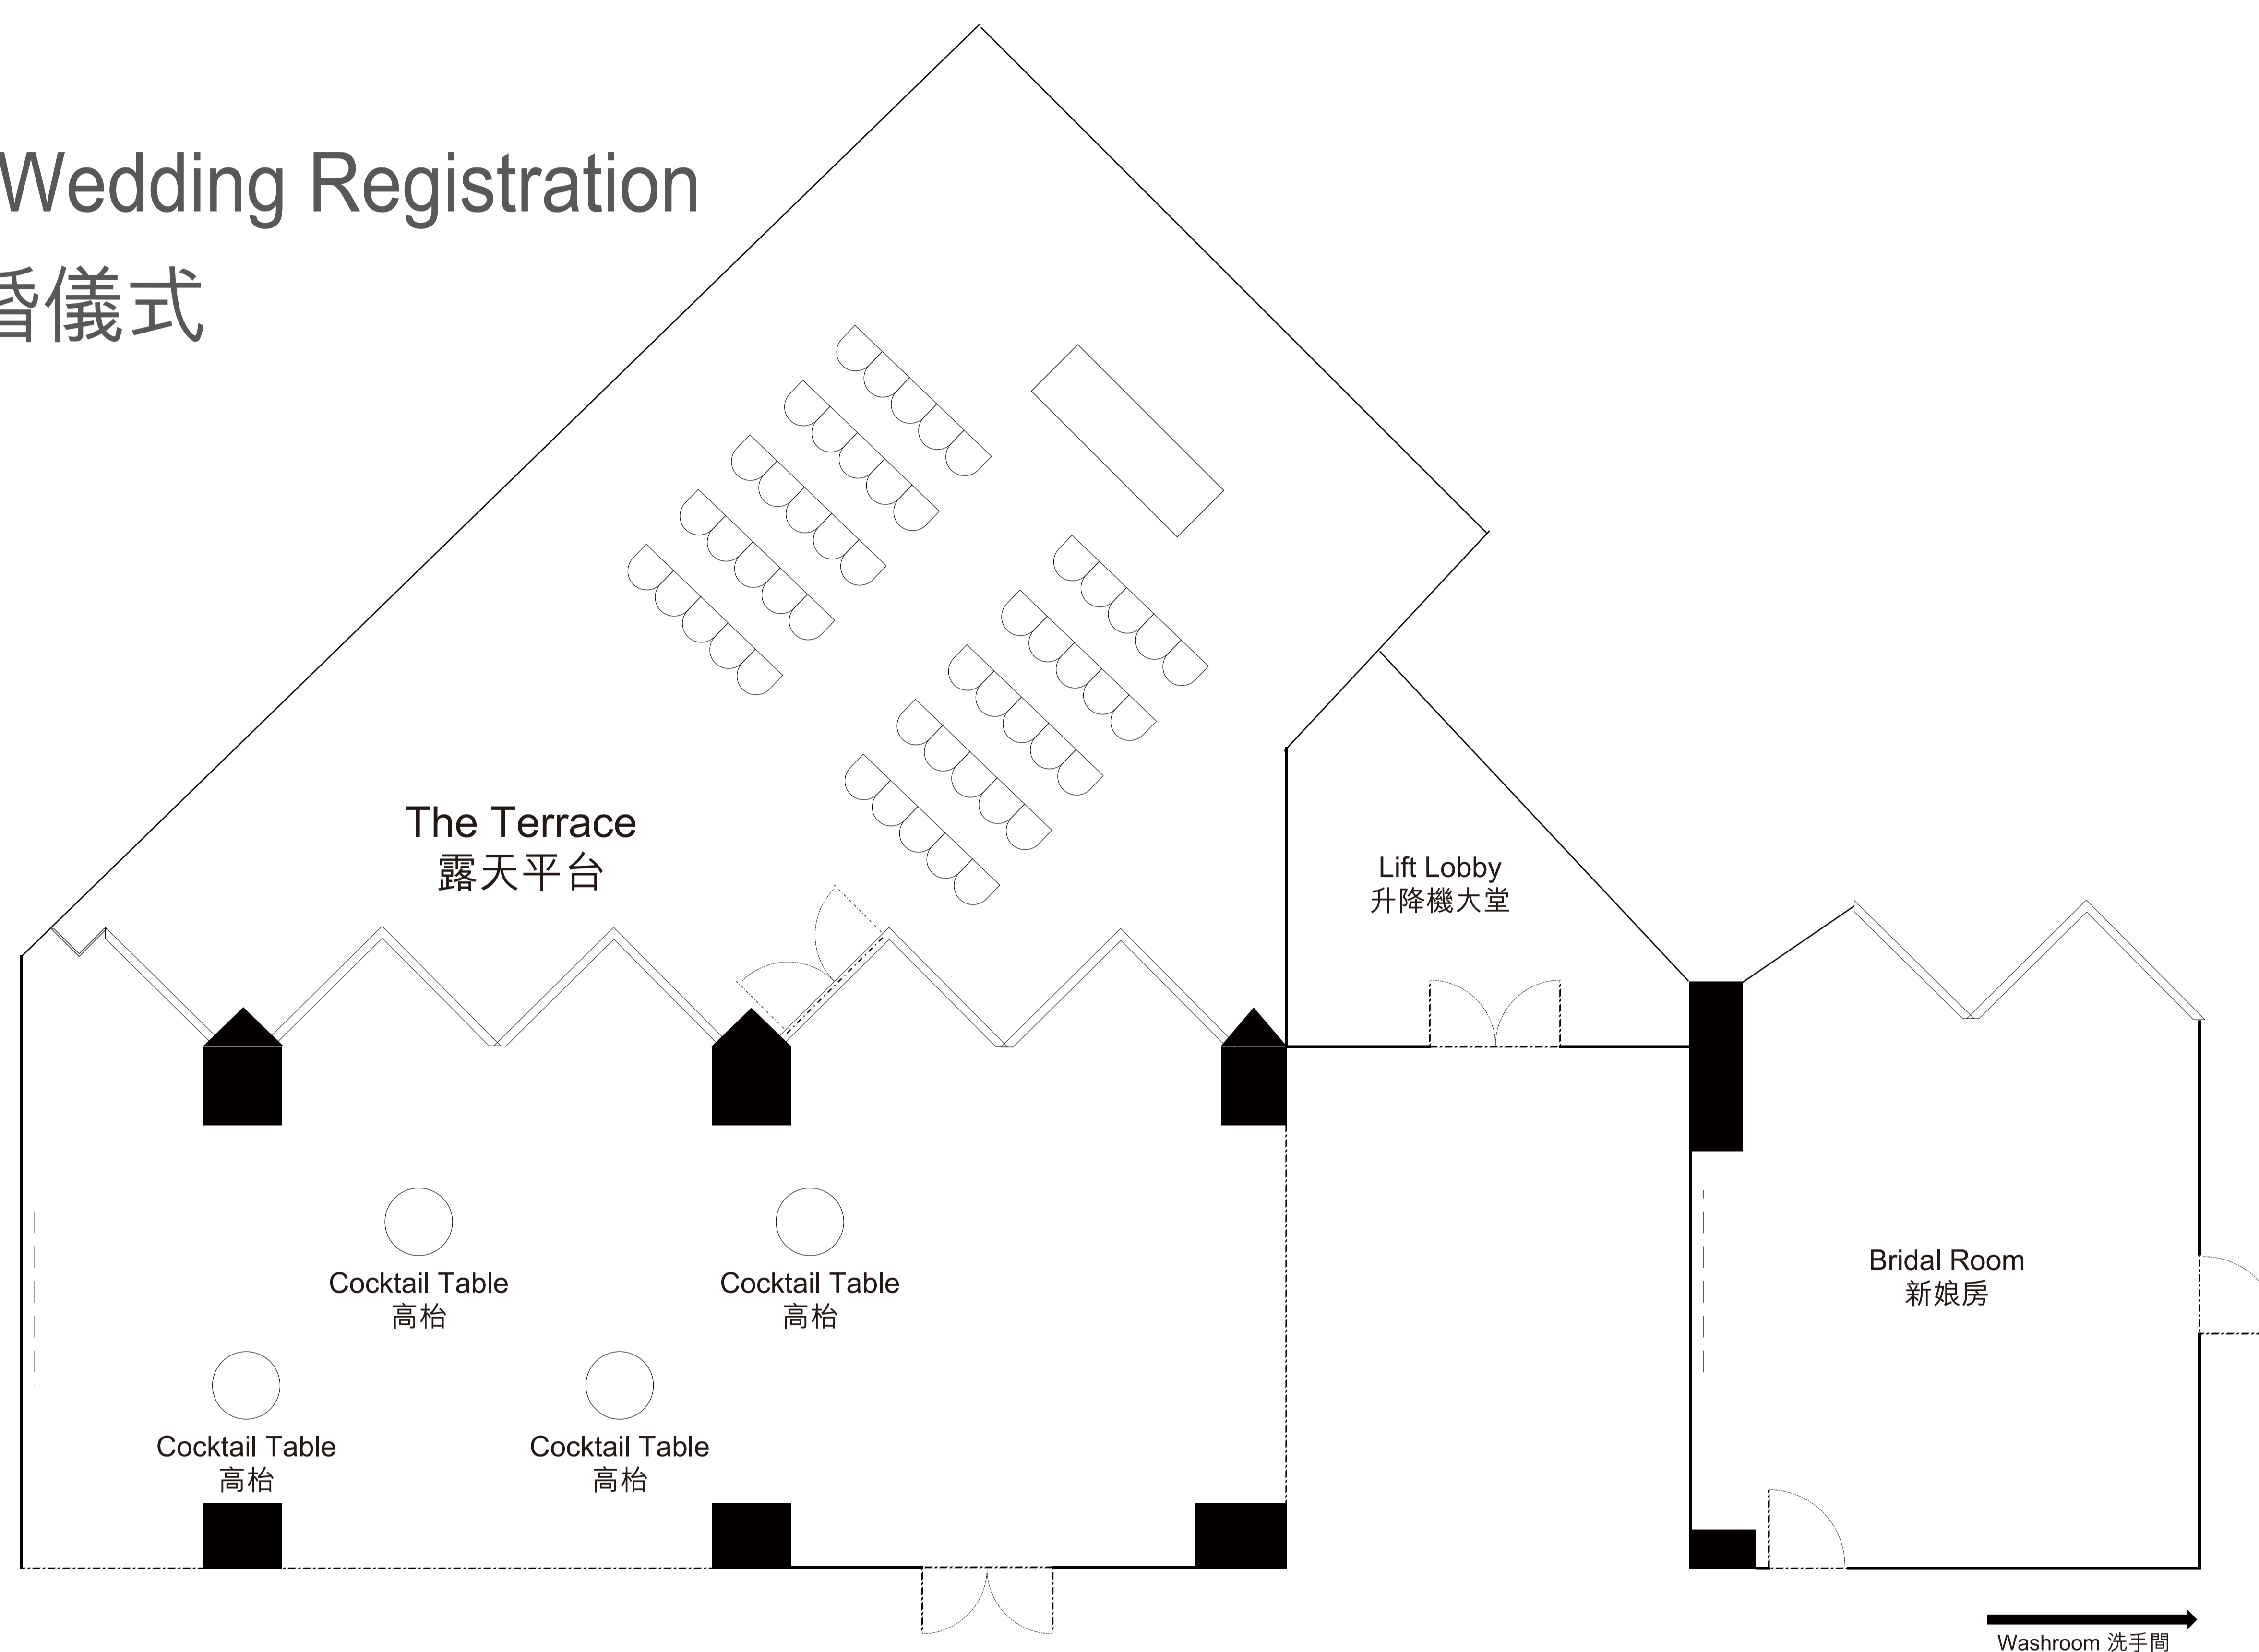 Wedding Registration
婚儀式
The Terrace
露天平台
Lift Lobby
升降機大堂
Cocktail Table
高枱
Cocktail Table
高枱
Bridal Room
新娘房
Cocktail Table
高枱
Cocktail Table
高枱
Washroom 洗手間